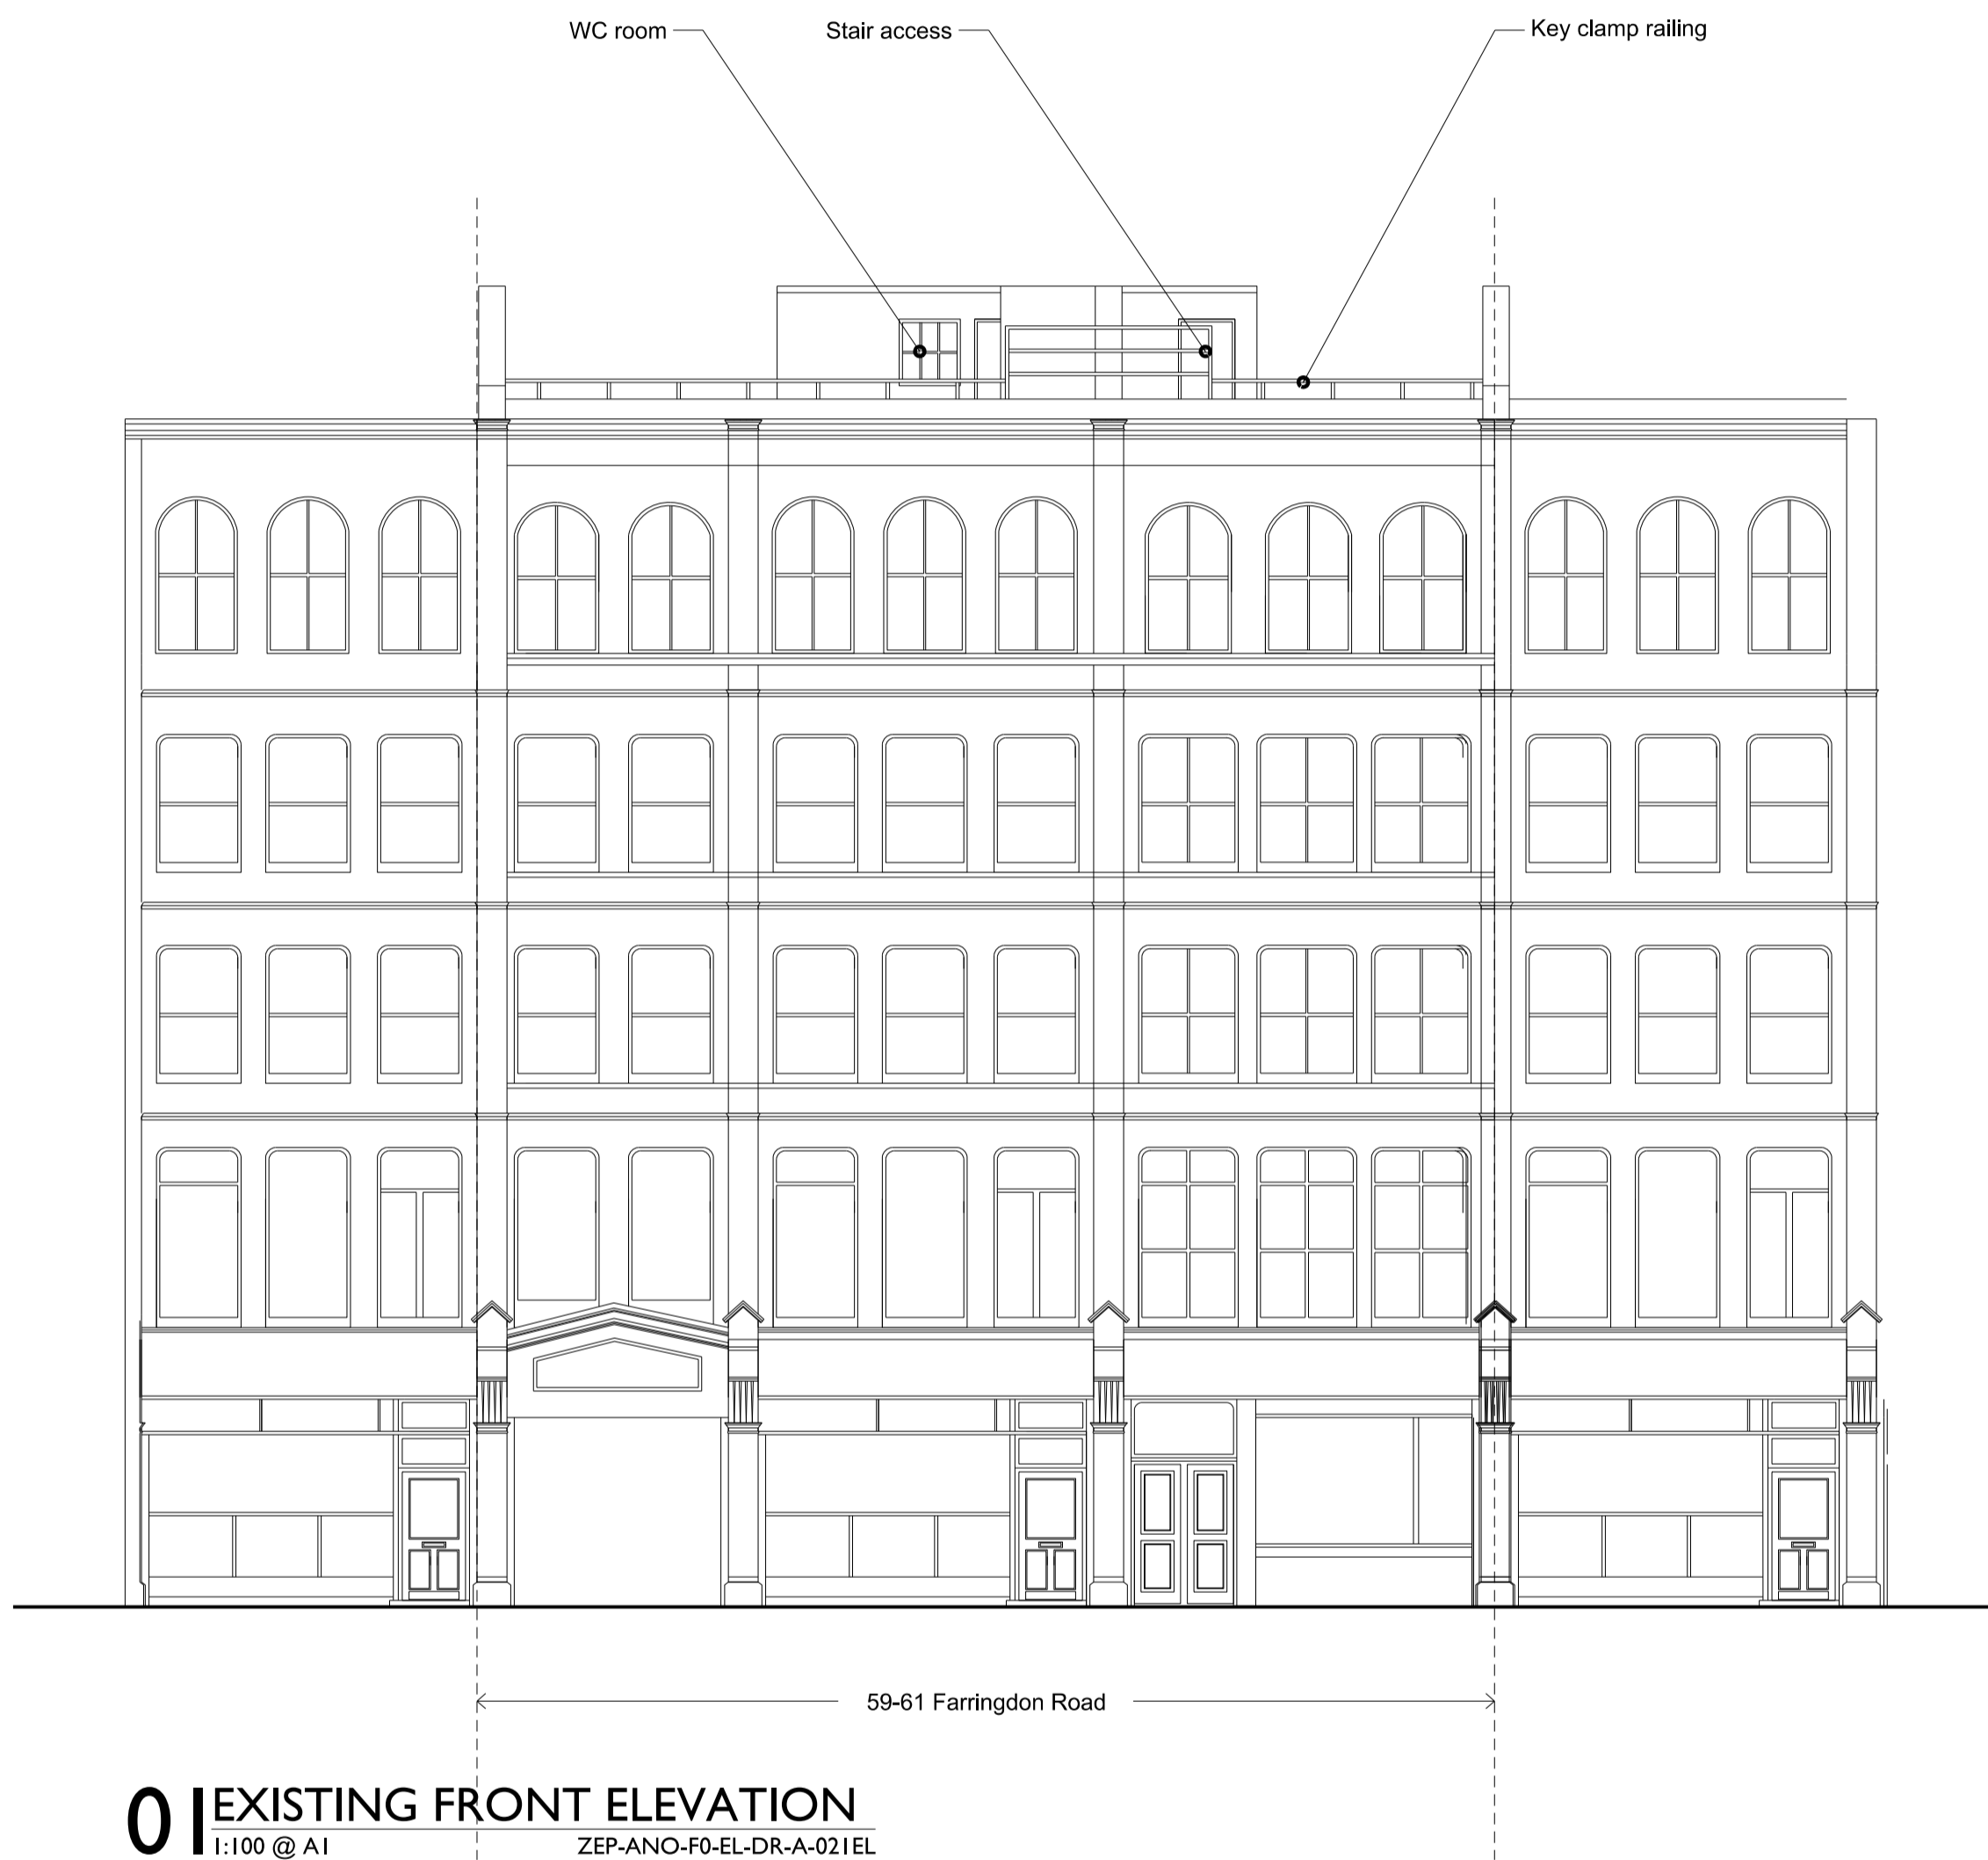 WC room
Stair access
Key clamp railing
59-61 Farringdon Road
01 EXISTING FRONT ELEVATION
1:100 @ A1
ZEP-ANO-F0-EL-DR-A-021EL